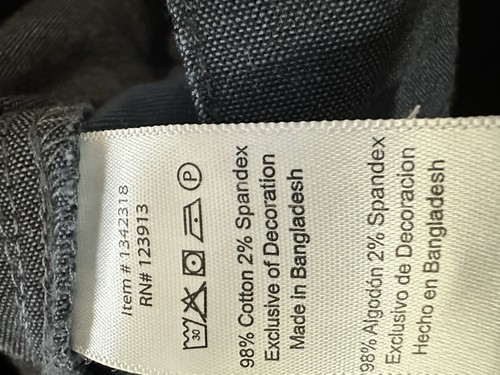 Item # 1342318
RN# 123913
30 P
98% Cotton 2% Spandex
Exclusive of Decoration
Made in Bangladesh
98% Algodón 2% Spandex
Exclusivo de Decoracion
Hecho en Bangladesh